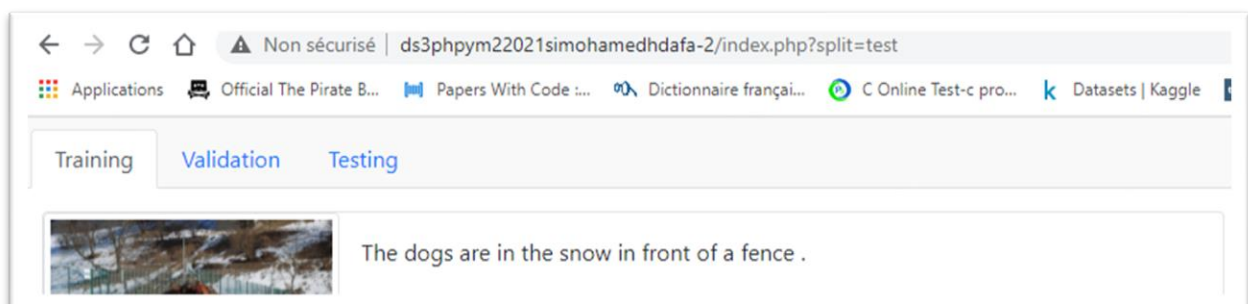 Non sécurisé | ds3phpym22021simohamedhdafa-2/index.php?split=test
Applications Official The Pirate B... Papers With Code :... Dictionnaire françai... C Online Test-c pro... Datasets | Kaggle
Training Validation Testing
The dogs are in the snow in front of a fence .